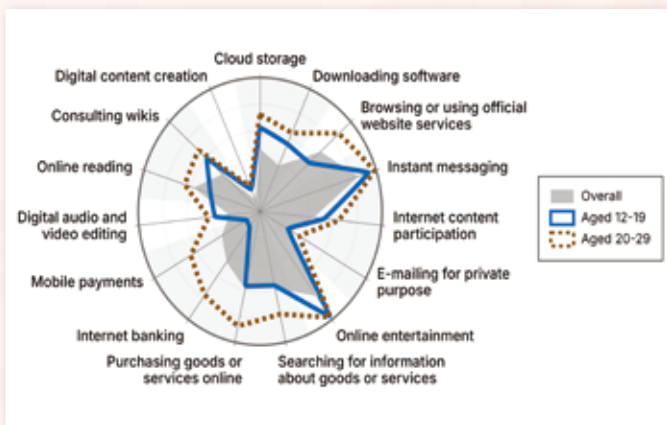 Cloud storage
Digital content creation
Downloading software
Consulting wikis
Browsing or using official
website services
Online reading
Instant messaging
Digital audio and
video editing
Internet content
participation
Mobile payments
E-mailing for private
purpose
Internet banking
Online entertainment
Purchasing goods or
services online
Searching for information
about goods or services
Overall
Aged 12-19
Aged 20-29